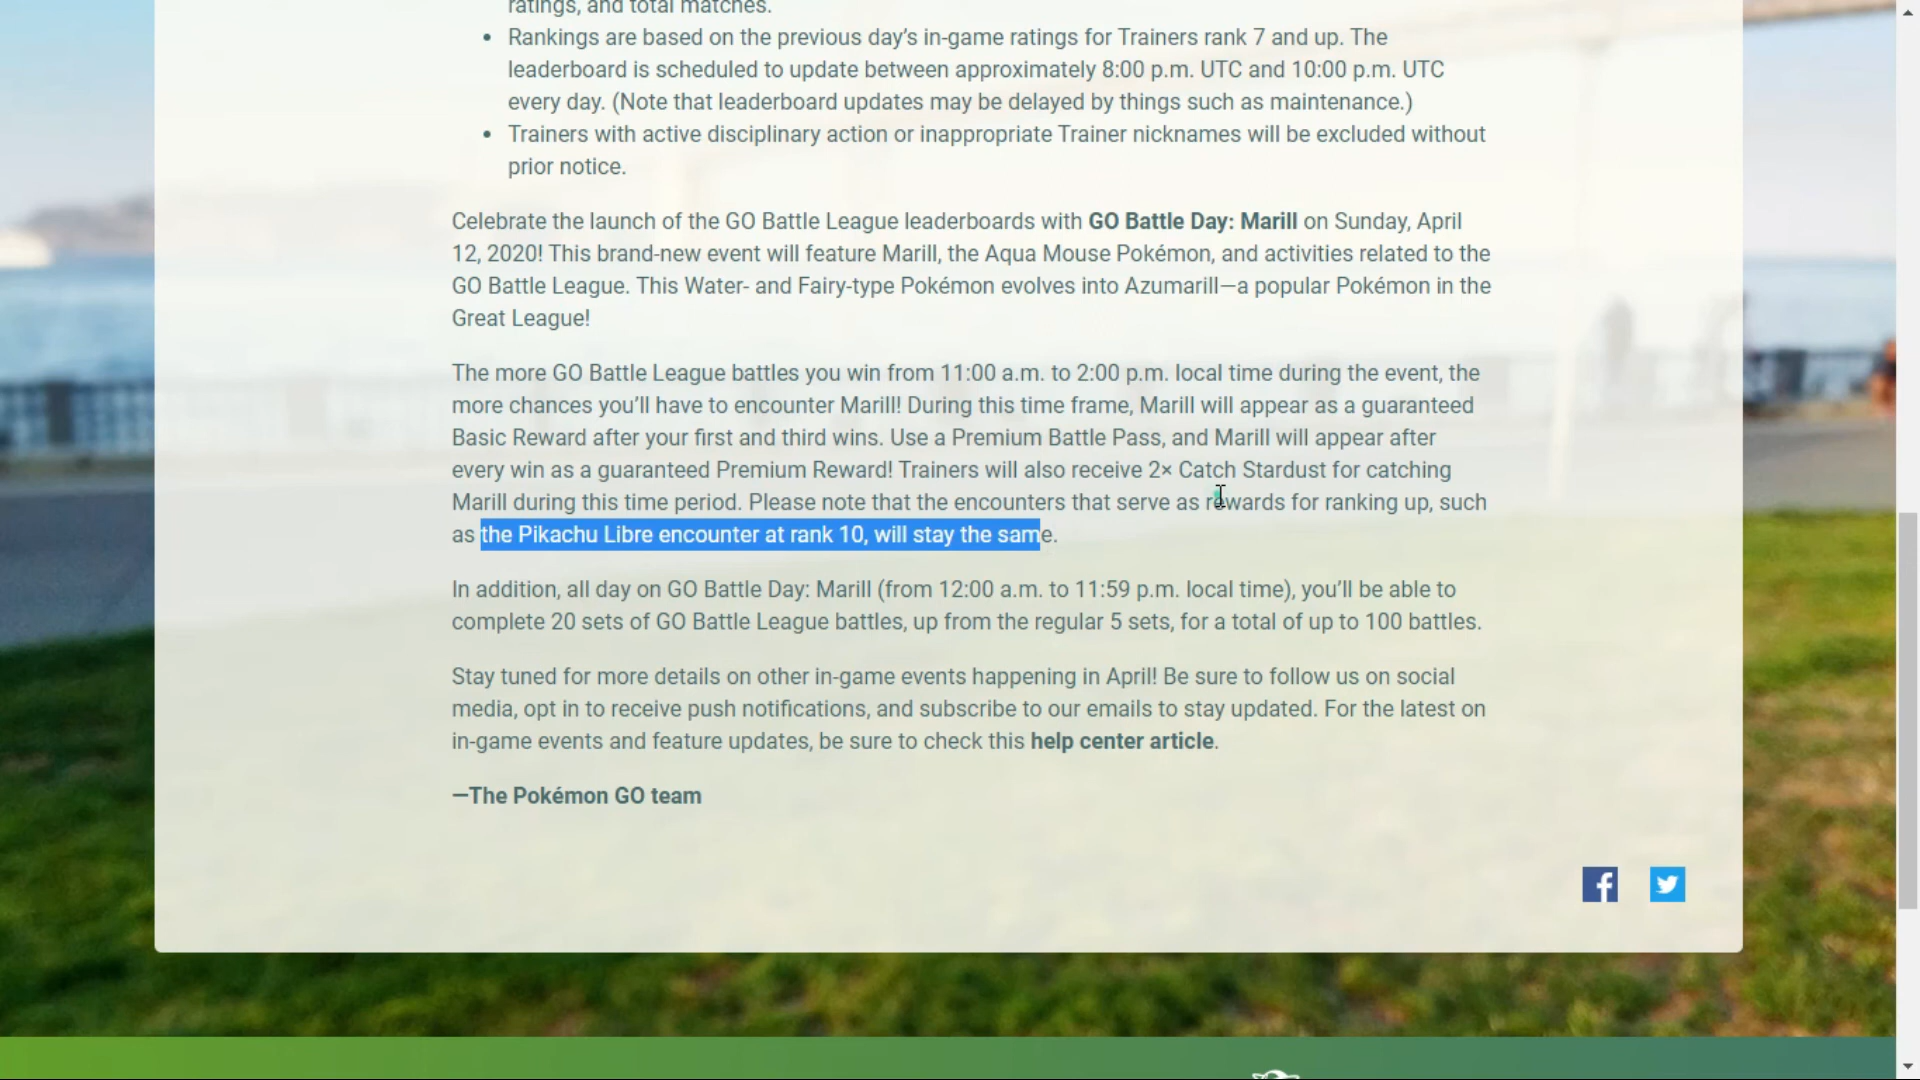 ratings, and total matches.
• Rankings are based on the previous day’s in-game ratings for Trainers rank 7 and up. The
leaderboard is scheduled to update between approximately 8:00 p.m. UTC and 10:00 p.m. UTC
every day. (Note that leaderboard updates may be delayed by things such as maintenance.)
• Trainers with active disciplinary action or inappropriate Trainer nicknames will be excluded without
prior notice.
Celebrate the launch of the GO Battle League leaderboards with GO Battle Day: Marill on Sunday, April
12, 2020! This brand-new event will feature Marill, the Aqua Mouse Pokémon, and activities related to the
GO Battle League. This Water- and Fairy-type Pokémon evolves into Azumarill—a popular Pokémon in the
Great League!
The more GO Battle League battles you win from 11:00 a.m. to 2:00 p.m. local time during the event, the
more chances you’ll have to encounter Marill! During this time frame, Marill will appear as a guaranteed
Basic Reward after your first and third wins. Use a Premium Battle Pass, and Marill will appear after
every win as a guaranteed Premium Reward! Trainers will also receive 2× Catch Stardust for catching
Marill during this time period. Please note that the encounters that serve as rewards for ranking up, such
as the Pikachu Libre encounter at rank 10, will stay the same.
In addition, all day on GO Battle Day: Marill (from 12:00 a.m. to 11:59 p.m. local time), you’ll be able to
complete 20 sets of GO Battle League battles, up from the regular 5 sets, for a total of up to 100 battles.
Stay tuned for more details on other in-game events happening in April! Be sure to follow us on social
media, opt in to receive push notifications, and subscribe to our emails to stay updated. For the latest on
in-game events and feature updates, be sure to check this help center article.
—The Pokémon GO team